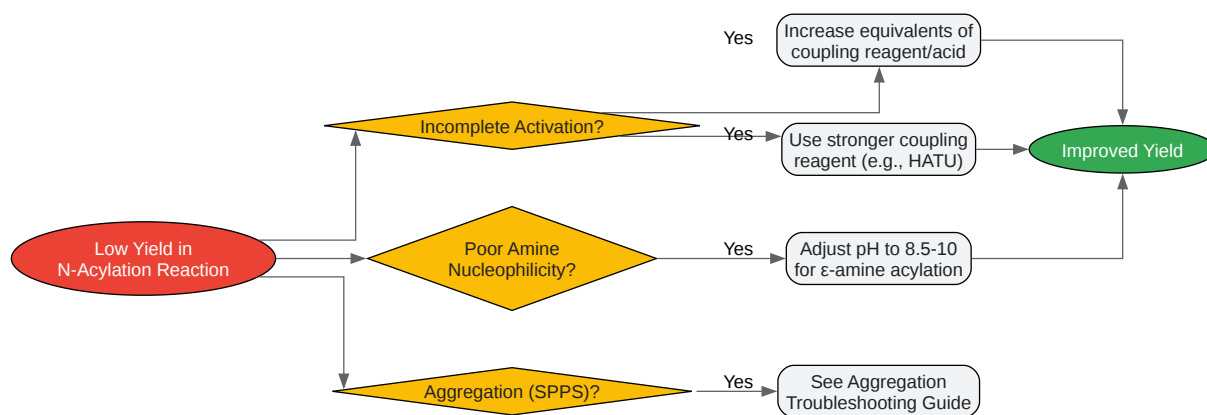 Yes
Increase equivalents of
coupling reagent/acid
Incomplete Activation?
Yes
Use stronger coupling
reagent (e.g., HATU)
Improved Yield
Low Yield in
N-Acylation Reaction
Poor Amine
Nucleophilicity?
Yes
Adjust pH to 8.5-10
for ε-amine acylation
Aggregation (SPPS)?
Yes
See Aggregation
Troubleshooting Guide